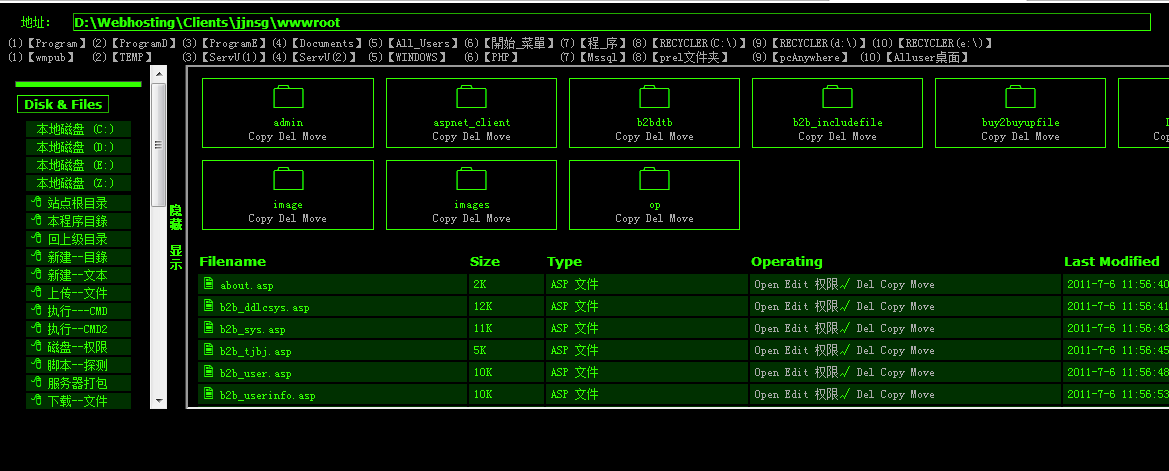 地址: D:\Webhosting\Clients\jjnsg\wwwroot
(1)【Program】(2)【ProgramD】(3)【ProgramE】(4)【Documents】(5)【All_Users】(6)【開始_菜單】(7)【程_序】(8)【RECYCLER(C:\)】(9)【RECYCLER(d:\)】(10)【RECYCLER(e:\)】
(1)【wmpub】 (2)【TEMP】 (3)【ServU(1)】(4)【ServU(2)】(5)【WINDOWS】 (6)【PHP】 (7)【Mssql】(8)【prel文件夹】 (9)【pcAnywhere】 (10)【Alluser桌面】
Disk & Files
本地磁盘 (C:)
本地磁盘 (D:)
本地磁盘 (E:)
本地磁盘 (Z:)
站点根目录
本程序目錄
回上级目录
新建--目錄
新建--文本
上传--文件
执行---CMD
执行--CMD2
磁盘--权限
脚本--探测
服务器打包
下载--文件
隐藏
显示
admin aspnet_client b2bdtb b2b_includefile buy2buyupfile
Copy Del Move Copy Del Move Copy Del Move Copy Del Move Copy Del Move
image images op
Copy Del Move Copy Del Move Copy Del Move
Filename Size Type Operating Last Modified
about.asp 2K ASP 文件 Open Edit 权限✓ Del Copy Move 2011-7-6 11:56:40
b2b_ddlcsys.asp 12K ASP 文件 Open Edit 权限✓ Del Copy Move 2011-7-6 11:56:41
b2b_sys.asp 11K ASP 文件 Open Edit 权限✓ Del Copy Move 2011-7-6 11:56:43
b2b_tjbj.asp 5K ASP 文件 Open Edit 权限✓ Del Copy Move 2011-7-6 11:56:45
b2b_user.asp 10K ASP 文件 Open Edit 权限✓ Del Copy Move 2011-7-6 11:56:48
b2b_userinfo.asp 10K ASP 文件 Open Edit 权限✓ Del Copy Move 2011-7-6 11:56:53